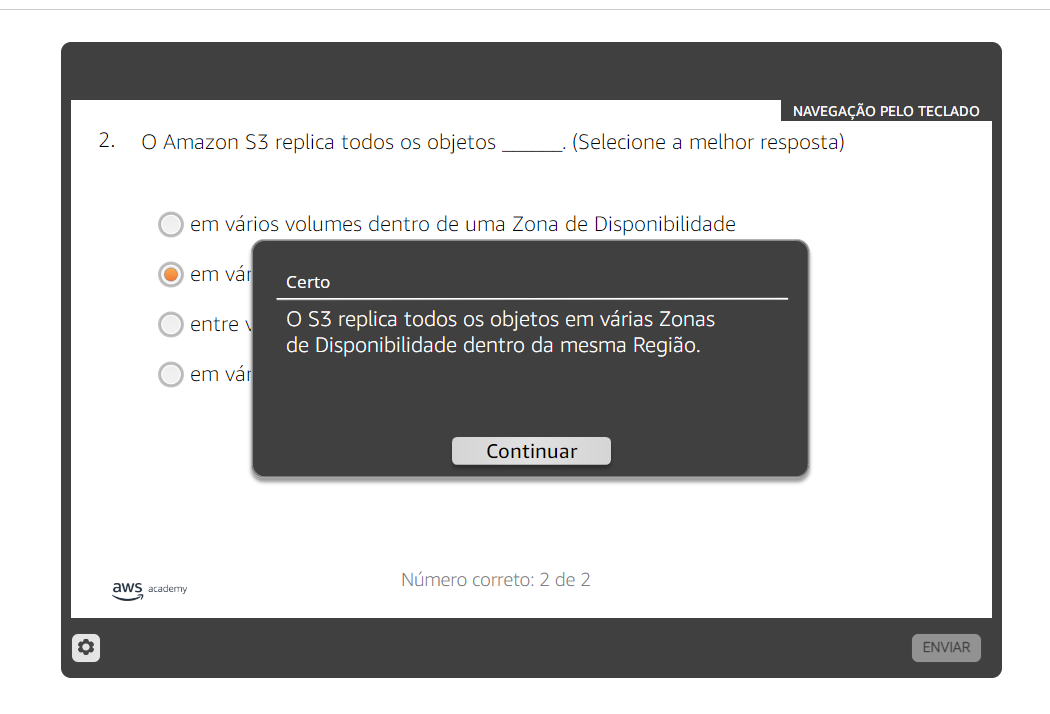 NAVEGAÇÃO PELO TECLADO
2. O Amazon S3 replica todos os objetos ______. (Selecione a melhor resposta)
em vários volumes dentro de uma Zona de Disponibilidade
em
entre
em
Certo
O S3 replica todos os objetos em várias Zonas
de Disponibilidade dentro da mesma Região.
Continuar
Número correto: 2 de 2
aws academy
ENVIAR